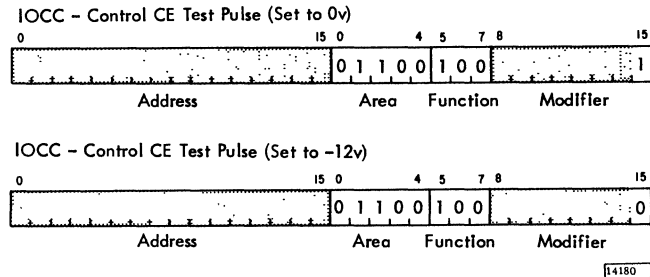 IOCC - Control CE Test Pulse (Set to 0v)
0 15 0 4 5 7 8 15
0 1 1 0 0 1 0 0 1
Address Area Function Modifier
IOCC - Control CE Test Pulse (Set to -12v)
0 15 0 4 5 7 8 15
0 1 1 0 0 1 0 0 0
Address Area Function Modifier
14180